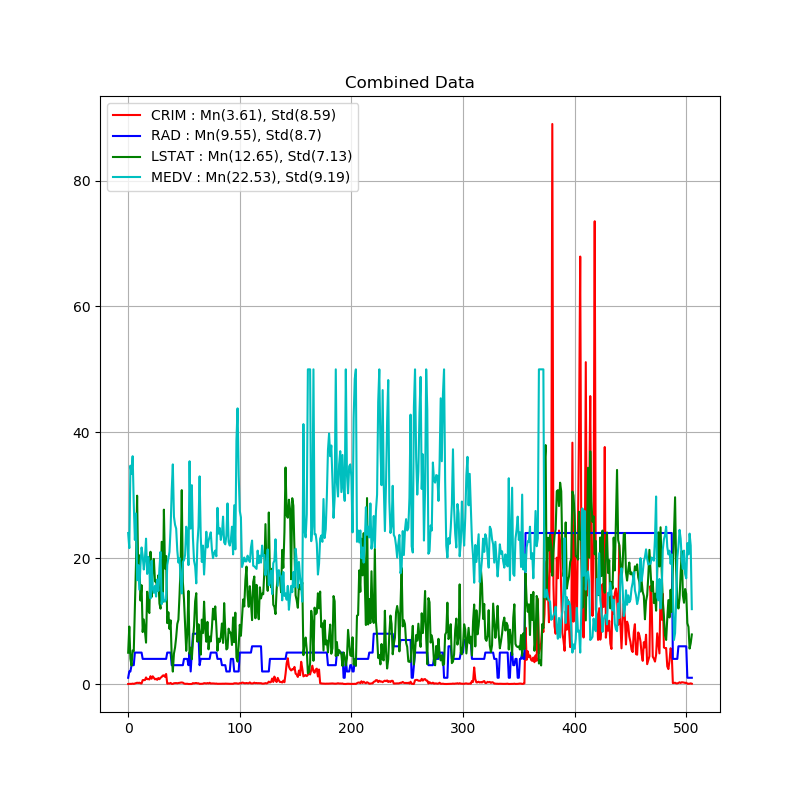 Combined Data
CRIM : Mn(3.61), Std(8.59)
RAD : Mn(9.55), Std(8.7)
LSTAT : Mn(12.65), Std(7.13)
MEDV : Mn(22.53), Std(9.19)
80
60
40
20
0
0 100 200 300 400 500